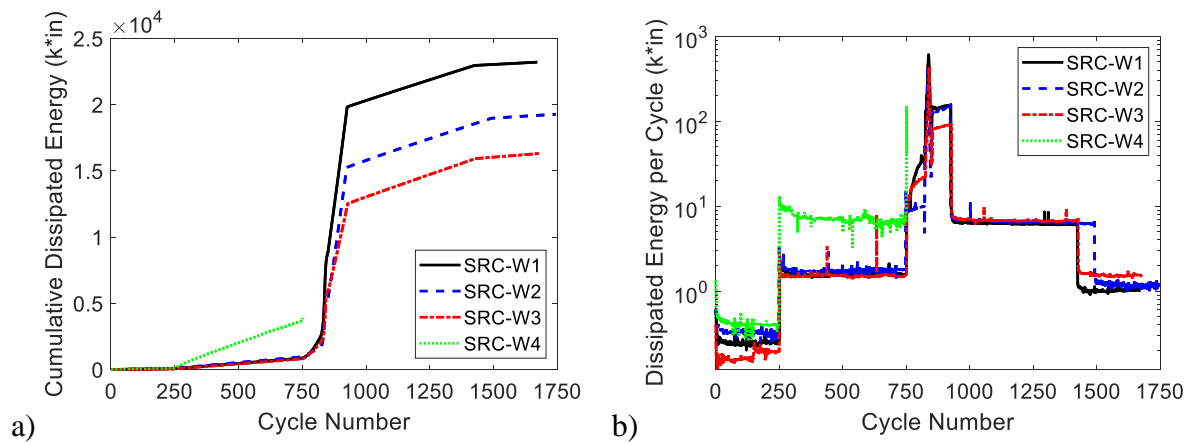 ×10⁴
2.5
2
1.5
1
0.5
0
0 250 500 750 1000 1250 1500 1750
Cumulative Dissipated Energy (k*in)
Cycle Number
SRC-W1
SRC-W2
SRC-W3
SRC-W4
a)
10³
10²
10¹
10⁰
0 250 500 750 1000 1250 1500 1750
Dissipated Energy per Cycle (k*in)
Cycle Number
SRC-W1
SRC-W2
SRC-W3
SRC-W4
b)